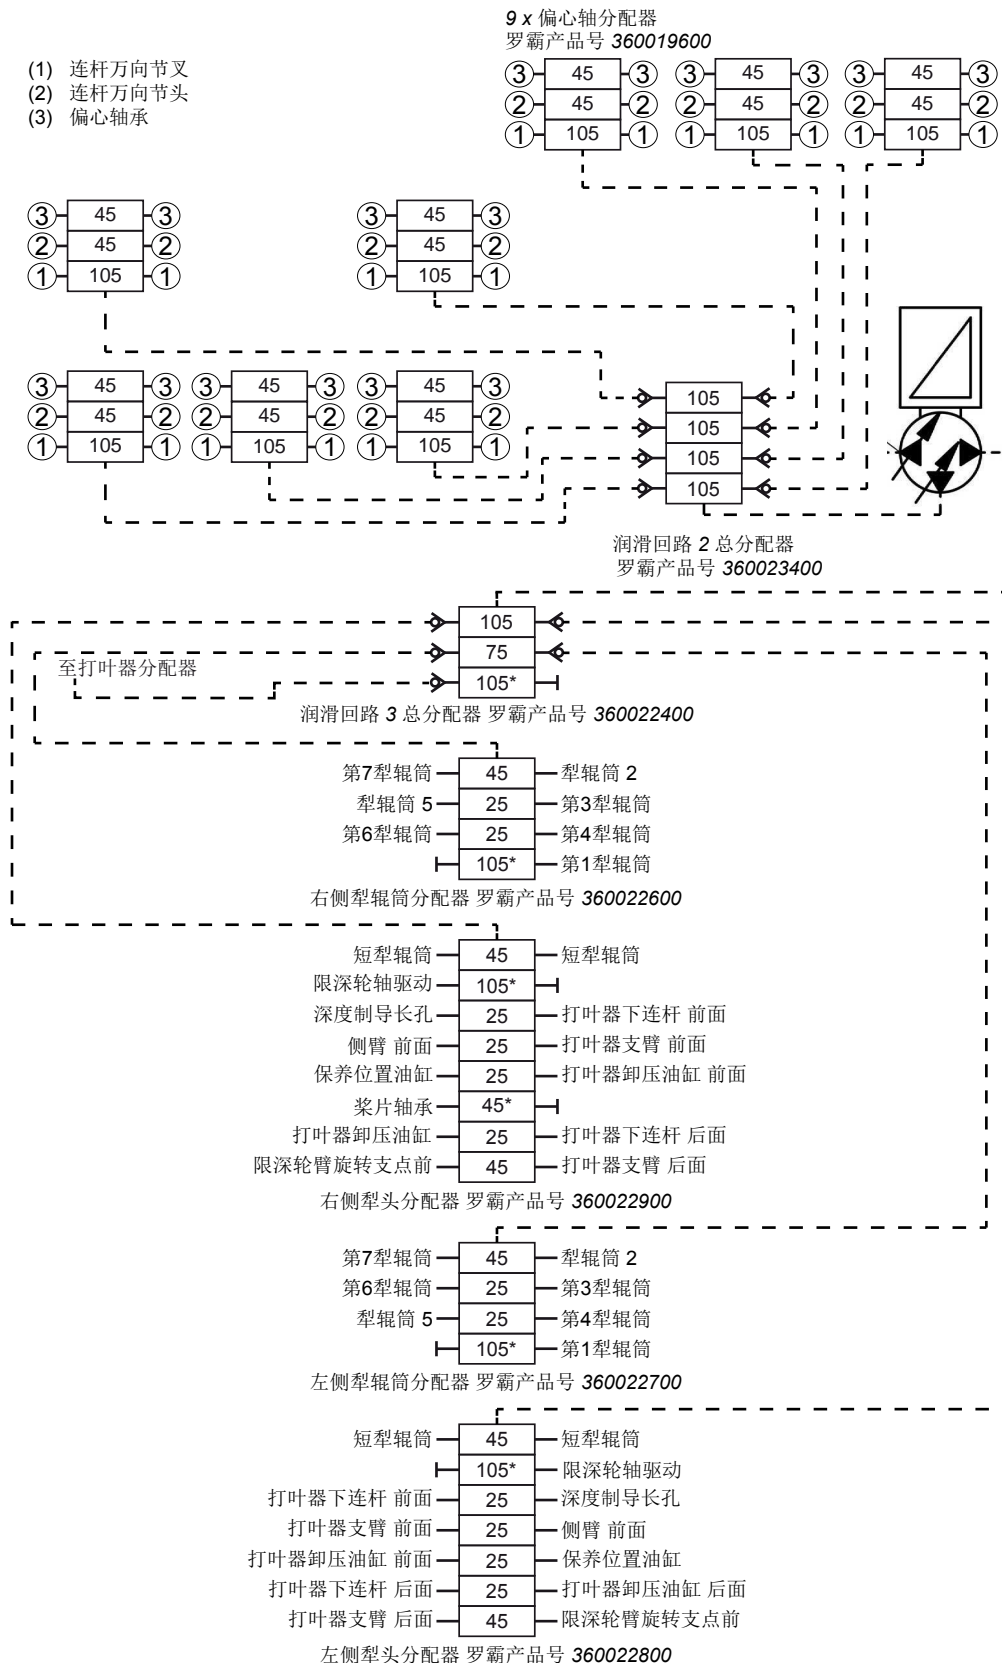 9 x 偏心轴分配器
罗霸产品号 360019600
(1) 连杆万向节叉
(2) 连杆万向节头
(3) 偏心轴承
3 45 3 3 45 3 3 45 3
2 45 2 2 45 2 2 45 2
1 105 1 1 105 1 1 105 1
3 45 3 3 45 3
2 45 2 2 45 2
1 105 1 1 105 1
3 45 3 3 45 3 3 45 3
2 45 2 2 45 2 2 45 2
1 105 1 1 105 1 1 105 1
105
105
105
105
润滑回路 2 总分配器
罗霸产品号 360023400
105
75
至打叶器分配器
105*
润滑回路 3 总分配器 罗霸产品号 360022400
第7犁辊筒 45 犁辊筒 2
犁辊筒 5 25 第3犁辊筒
第6犁辊筒 25 第4犁辊筒
105* 第1犁辊筒
右侧犁辊筒分配器 罗霸产品号 360022600
短犁辊筒 45 短犁辊筒
限深轮轴驱动 105*
深度制导长孔 25 打叶器下连杆 前面
侧臂 前面 25 打叶器支臂 前面
保养位置油缸 25 打叶器卸压油缸 前面
桨片轴承 45*
打叶器卸压油缸 25 打叶器下连杆 后面
限深轮臂旋转支点前 45 打叶器支臂 后面
右侧犁头分配器 罗霸产品号 360022900
第7犁辊筒 45 犁辊筒 2
第6犁辊筒 25 第3犁辊筒
犁辊筒 5 25 第4犁辊筒
105* 第1犁辊筒
左侧犁辊筒分配器 罗霸产品号 360022700
短犁辊筒 45 短犁辊筒
105* 限深轮轴驱动
打叶器下连杆 前面 25 深度制导长孔
打叶器支臂 前面 25 侧臂 前面
打叶器卸压油缸 前面 25 保养位置油缸
打叶器下连杆 后面 25 打叶器卸压油缸 后面
打叶器支臂 后面 45 限深轮臂旋转支点前
左侧犁头分配器 罗霸产品号 360022800